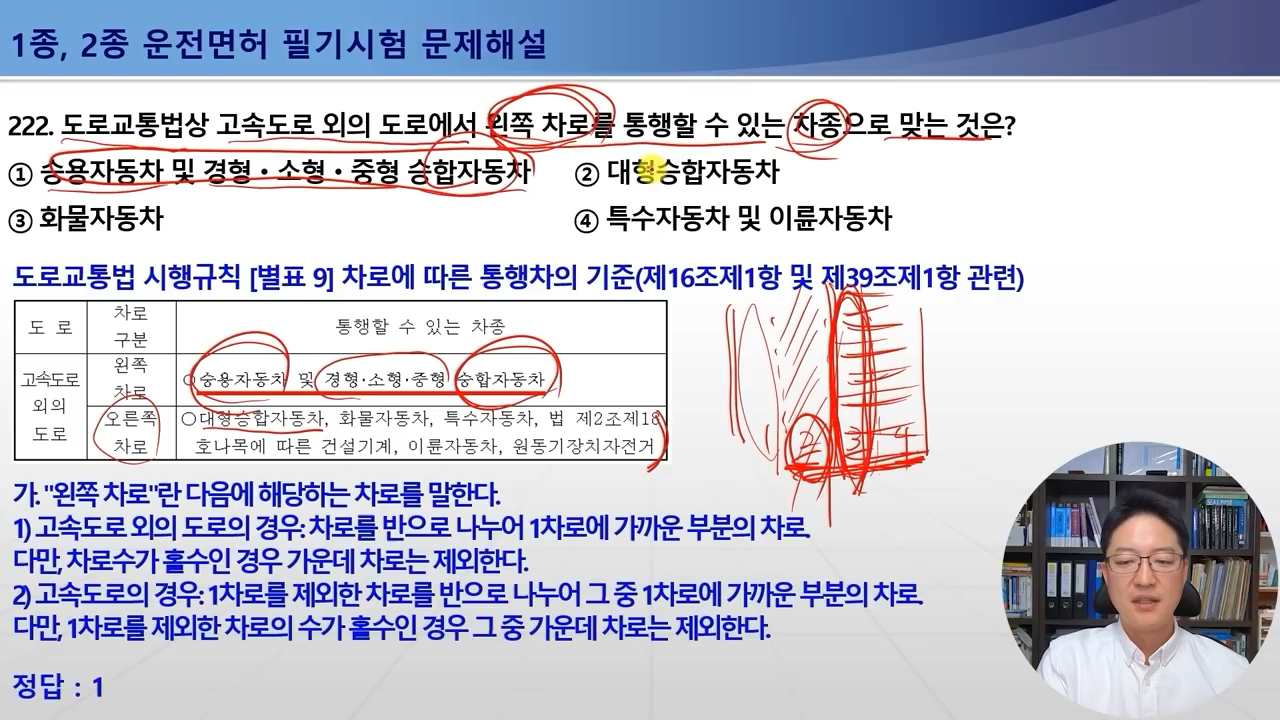 1종, 2종 운전면허 필기시험 문제해설
222. 도로교통법상 고속도로 외의 도로에서 왼쪽 차로를 통행할 수 있는 차종으로 맞는 것은?
① 승용자동차 및 경형·소형·중형 승합자동차 ② 대형승합자동차
③ 화물자동차 ④ 특수자동차 및 이륜자동차
도로교통법 시행규칙 [별표 9] 차로에 따른 통행차의 기준(제16조제1항 및 제39조제1항 관련)
도 로 차로 구분 통행할 수 있는 차종
고속도로 외의 도로
왼쪽 차로 ○승용자동차 및 경형·소형·중형 승합자동차
오른쪽 차로 ○대형승합자동차, 화물자동차, 특수자동차, 법 제2조제18
호나목에 따른 건설기계, 이륜자동차, 원동기장치자전거
2 3 4
가. "왼쪽 차로"란 다음에 해당하는 차로를 말한다.
1) 고속도로 외의 도로의 경우: 차로를 반으로 나누어 1차로에 가까운 부분의 차로.
다만, 차로수가 홀수인 경우 가운데 차로는 제외한다.
2) 고속도로의 경우: 1차로를 제외한 차로를 반으로 나누어 그 중 1차로에 가까운 부분의 차로.
다만, 1차로를 제외한 차로의 수가 홀수인 경우 그 중 가운데 차로는 제외한다.
정답 : 1